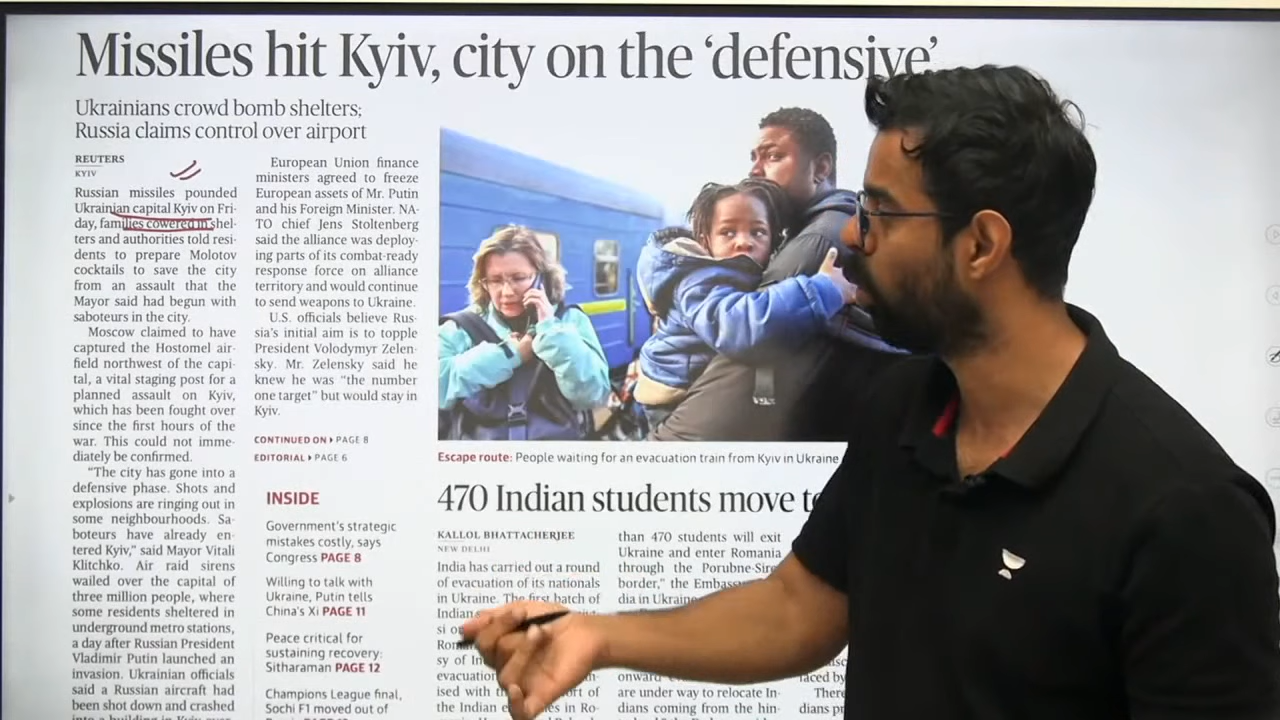 Missiles hit Kyiv, city on the ‘defensive’
Ukrainians crowd bomb shelters;
Russia claims control over airport
REUTERS
KYIV
Russian missiles pounded
Ukrainian capital Kyiv on Fri-
day, families cowered in shel-
ters and authorities told resi-
dents to prepare Molotov
cocktails to save the city
from an assault that the
Mayor said had begun with
saboteurs in the city.
Moscow claimed to have
captured the Hostomel air-
field northwest of the capi-
tal, a vital staging post for a
planned assault on Kyiv,
which has been fought over
since the first hours of the
war. This could not imme-
diately be confirmed.
“The city has gone into a
defensive phase. Shots and
explosions are ringing out in
some neighbourhoods. Sa-
boteurs have already en-
tered Kyiv,” said Mayor Vitali
Klitchko. Air raid sirens
wailed over the capital of
three million people, where
some residents sheltered in
underground metro stations,
a day after Russian President
Vladimir Putin launched an
invasion. Ukrainian officials
said a Russian aircraft had
been shot down and crashed
European Union finance
ministers agreed to freeze
European assets of Mr. Putin
and his Foreign Minister. NA-
TO chief Jens Stoltenberg
said the alliance was deploy-
ing parts of its combat-ready
response force on alliance
territory and would continue
to send weapons to Ukraine.
U.S. officials believe Rus-
sia’s initial aim is to topple
President Volodymyr Zelen-
sky. Mr. Zelensky said he
knew he was “the number
one target” but would stay in
Kyiv.
CONTINUED ON PAGE 8
EDITORIAL PAGE 6
INSIDE
Government’s strategic
mistakes costly, says
Congress PAGE 8
Willing to talk with
Ukraine, Putin tells
China’s Xi PAGE 11
Peace critical for
sustaining recovery:
Sitharaman PAGE 12
Champions League final,
Sochi F1 moved out of
Escape route: People waiting for an evacuation train from Kyiv in Ukraine
470 Indian students move
KALLOL BHATTACHERJEE
NEW DELHI
India has carried out a round
of evacuation of its nationals
in Ukraine. The first batch of
Indian
sy of In
evacuation
ised with
the Indian
than 470 students will exit
Ukraine and enter Romania
through the Porubne-Sire
border,” the
dia in Ukraine
onward
are under way to relocate In-
dians coming from the hin-
faced by
There
dians